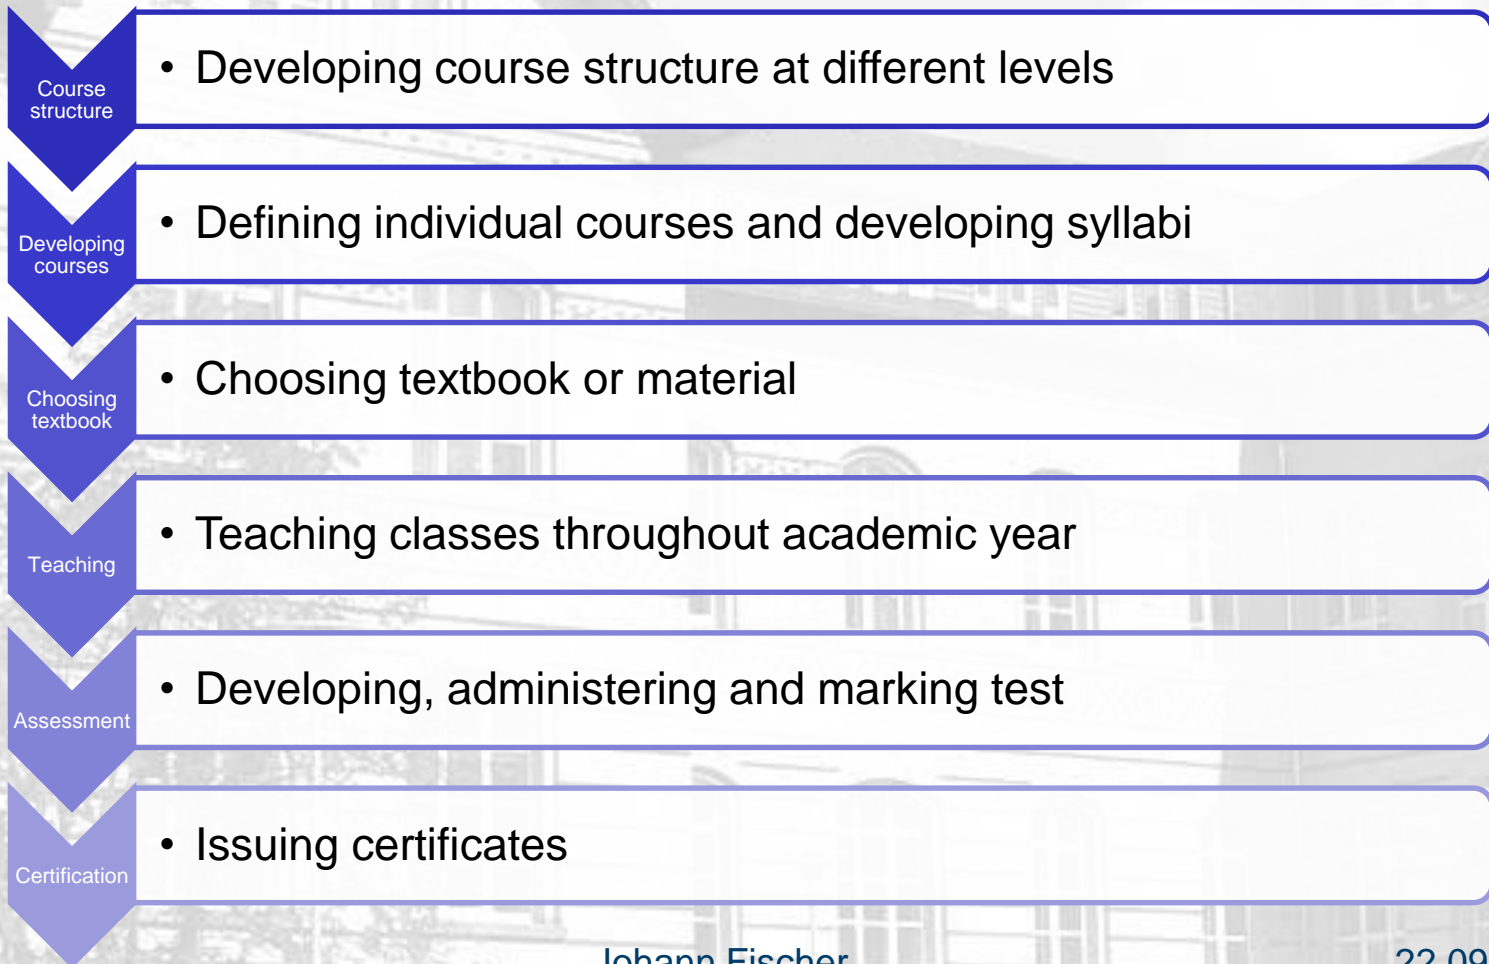 Course
structure
• Developing course structure at different levels
Developing
courses
• Defining individual courses and developing syllabi
Choosing
textbook
• Choosing textbook or material
Teaching
• Teaching classes throughout academic year
Assessment
• Developing, administering and marking test
Certification
• Issuing certificates
Johann Fischer
22.09